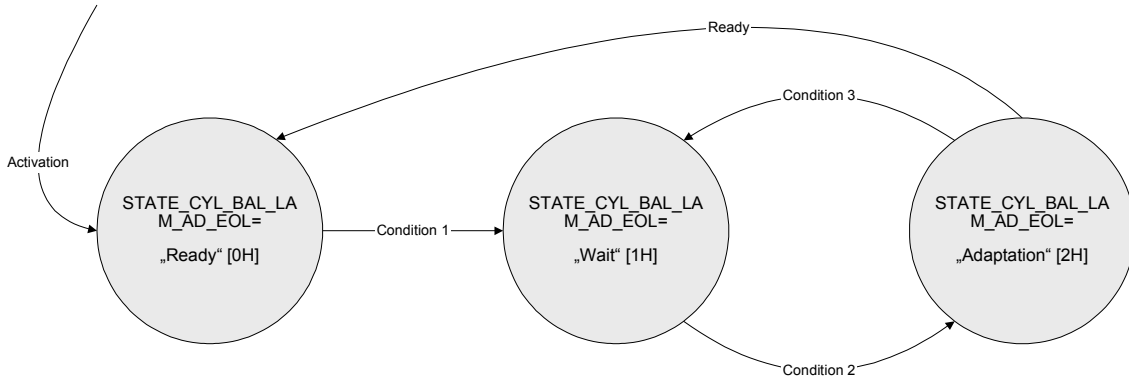 Ready
Condition 3
Activation
STATE_CYL_BAL_LA
M_AD_EOL=
„Ready“ [0H]
Condition 1
STATE_CYL_BAL_LA
M_AD_EOL=
„Wait“ [1H]
STATE_CYL_BAL_LA
M_AD_EOL=
„Adaptation“ [2H]
Condition 2